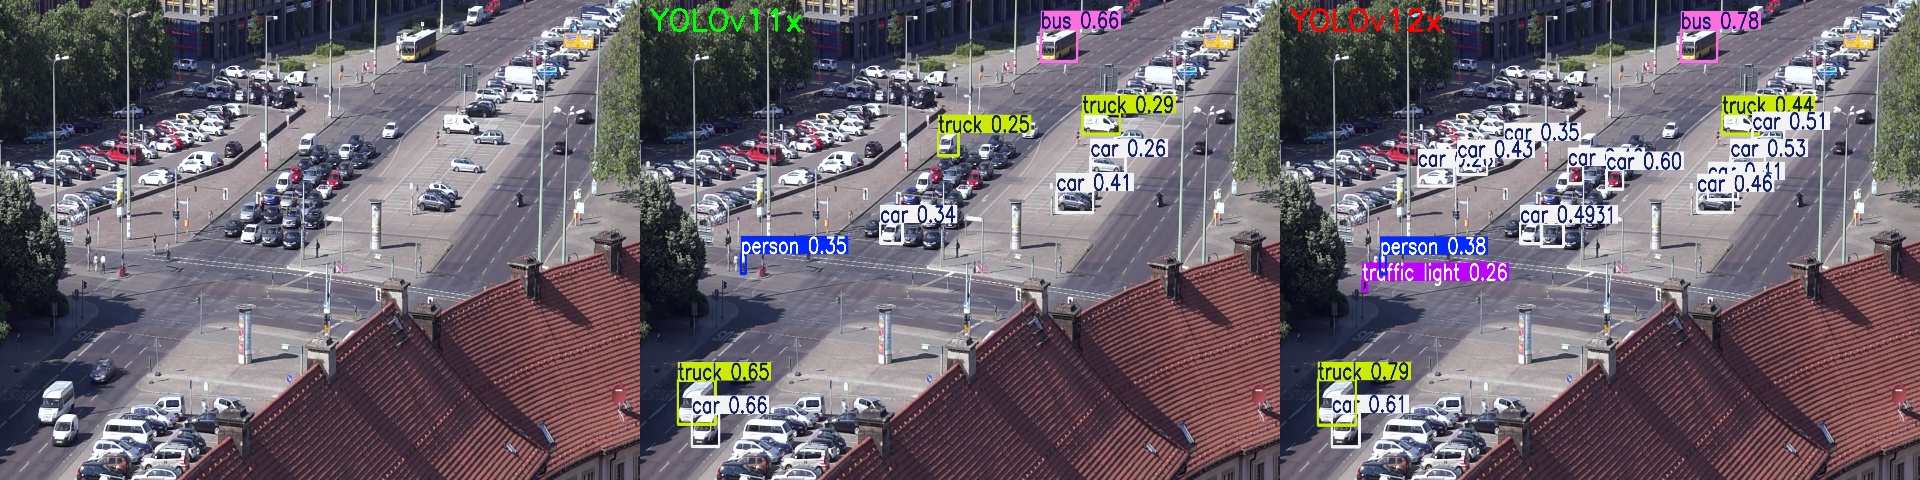 YOLOv11x
bus 0.66
truck 0.29
truck 0.25
car 0.26
car 0.41
car 0.34
person 0.35
truck 0.65
car 0.66
YOLOv12x
bus 0.78
truck 0.44
car 0.51
car 0.35
car 0.43
car 0.53
car
car 0.60
car 0.46
car 0.4931
person 0.38
traffic light 0.26
truck 0.79
car 0.61